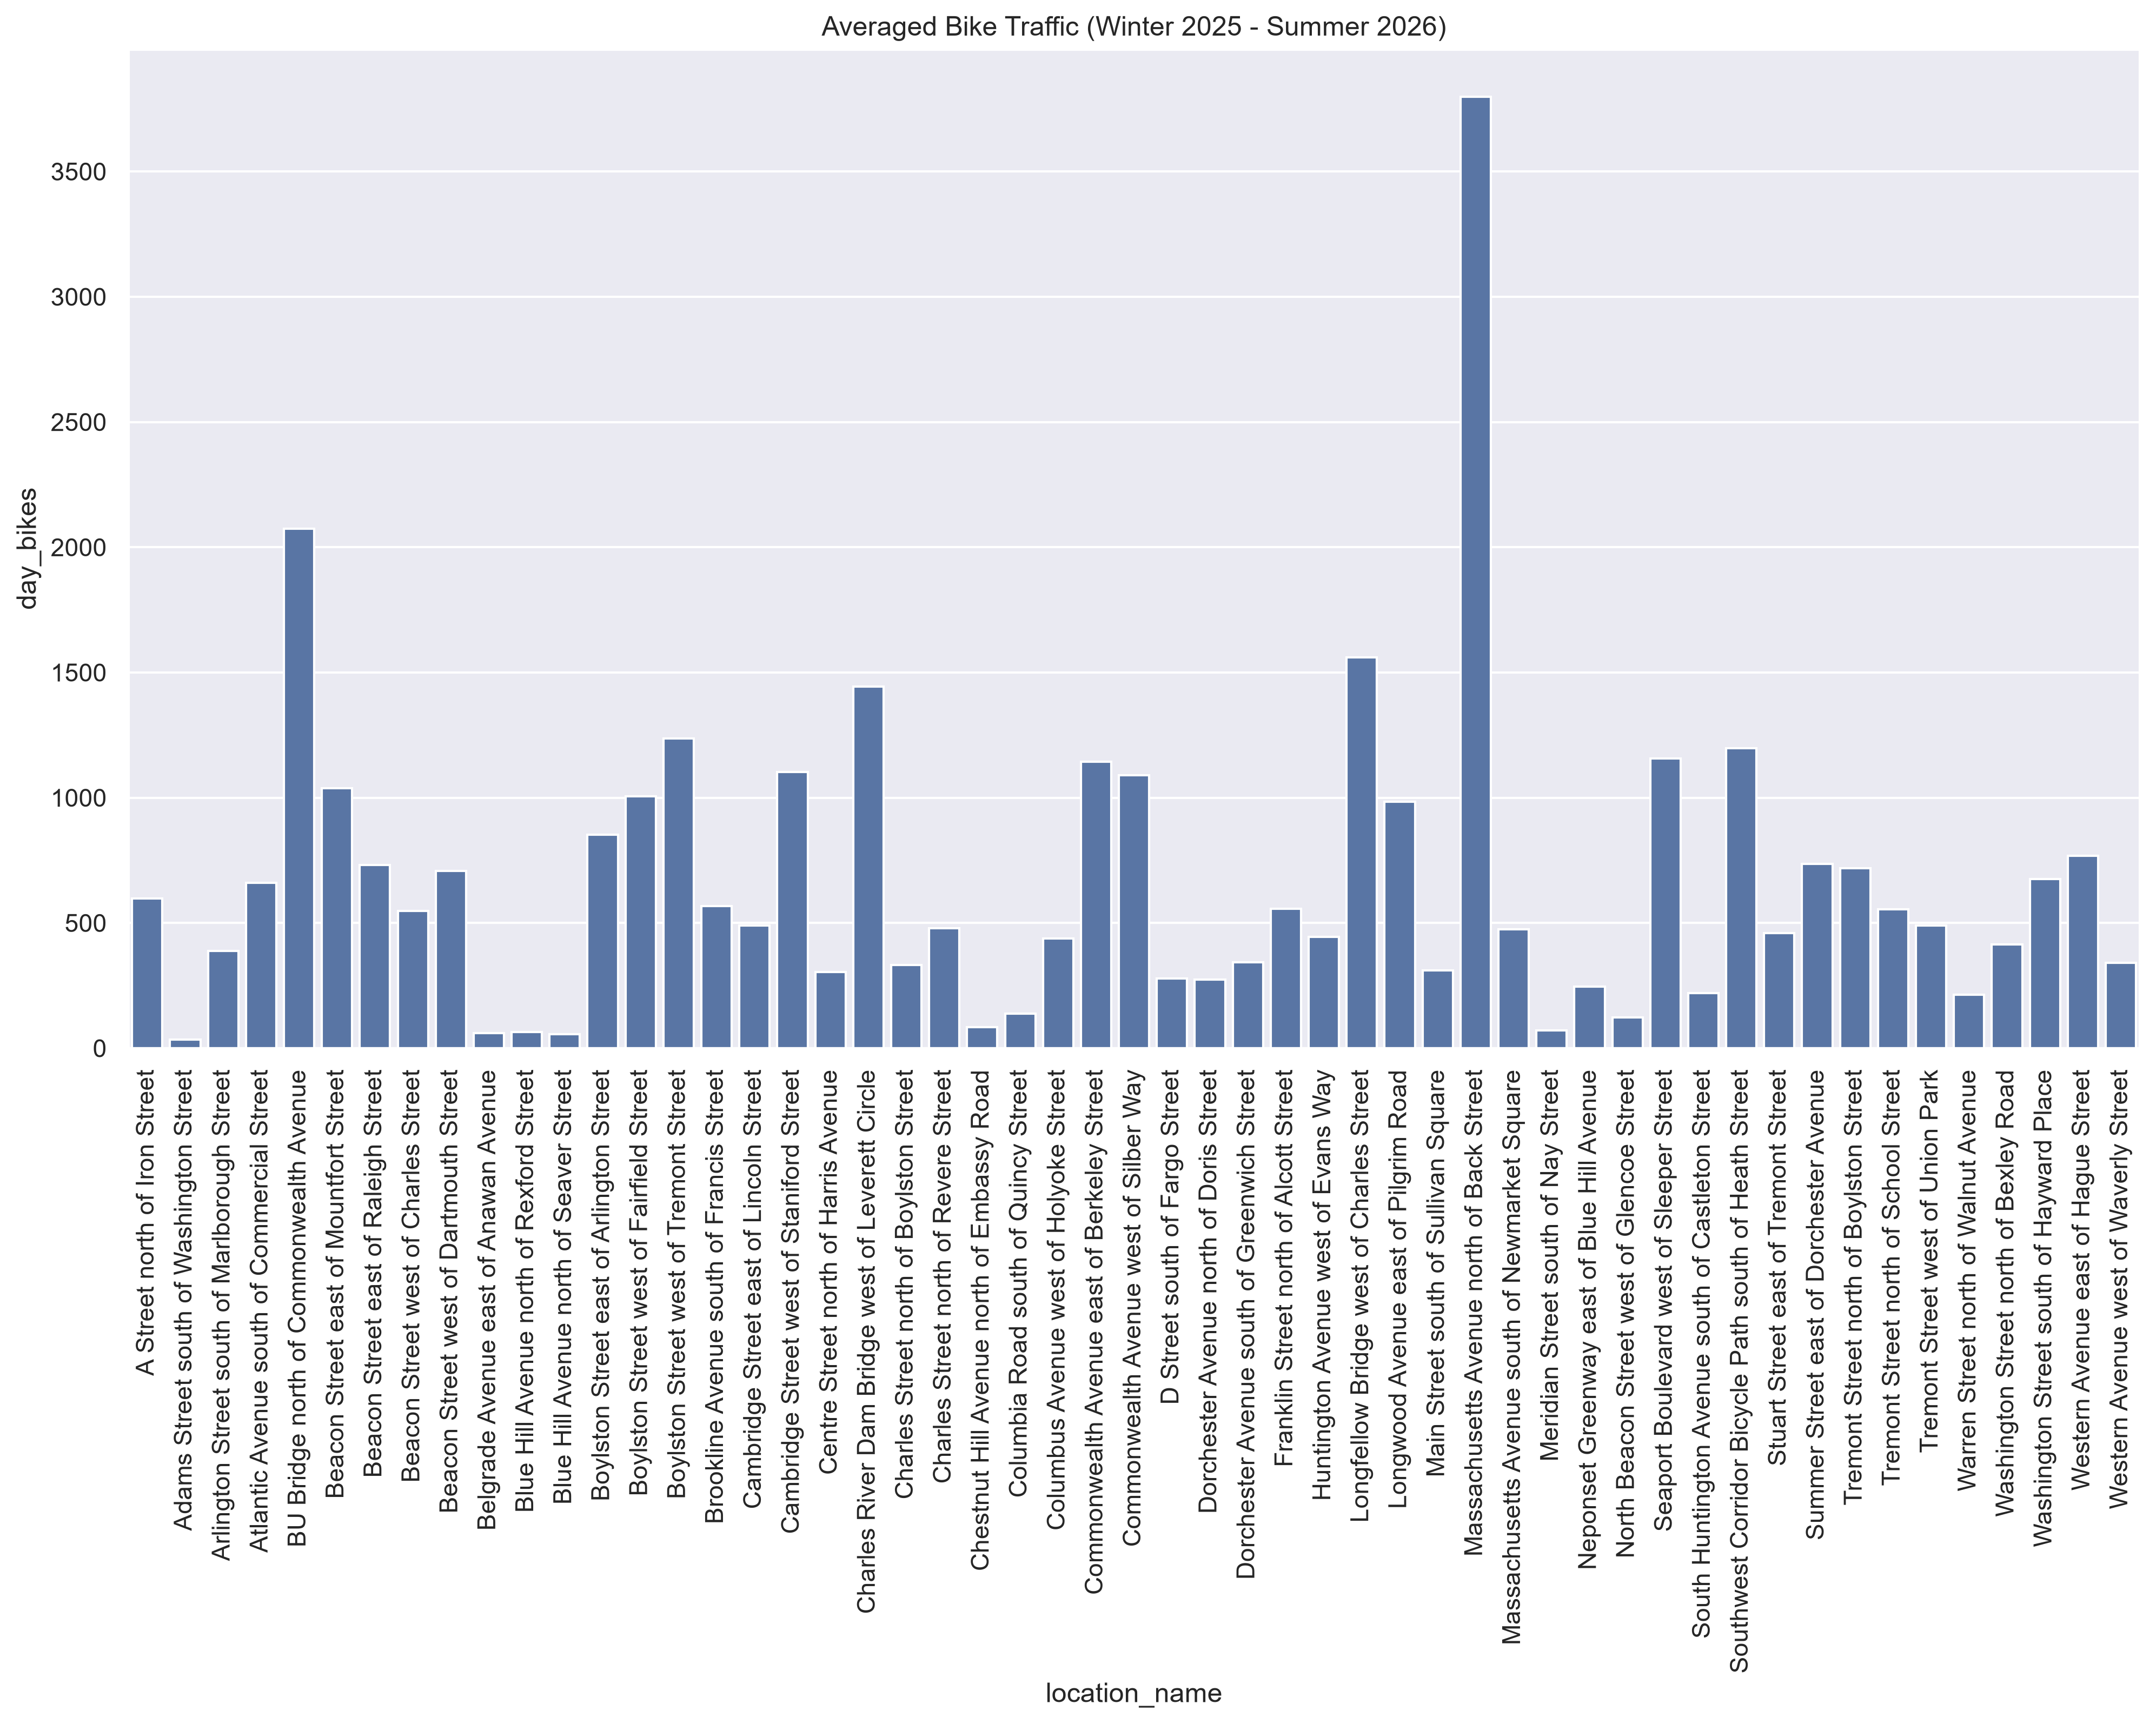 Averaged Bike Traffic (Winter 2025 - Summer 2026)
day_bikes
3500
3000
2500
2000
1500
1000
500
0
A Street north of Iron Street
Adams Street south of Washington Street
Arlington Street south of Marlborough Street
Atlantic Avenue south of Commercial Street
BU Bridge north of Commonwealth Avenue
Beacon Street east of Mountfort Street
Beacon Street east of Raleigh Street
Beacon Street west of Charles Street
Beacon Street west of Dartmouth Street
Belgrade Avenue east of Anawan Avenue
Blue Hill Avenue north of Rexford Street
Blue Hill Avenue north of Seaver Street
Boylston Street east of Arlington Street
Boylston Street west of Fairfield Street
Boylston Street west of Tremont Street
Brookline Avenue south of Francis Street
Cambridge Street east of Lincoln Street
Cambridge Street west of Staniford Street
Centre Street north of Harris Avenue
Charles River Dam Bridge west of Leverett Circle
Charles Street north of Boylston Street
Charles Street north of Revere Street
Chestnut Hill Avenue north of Embassy Road
Columbia Road south of Quincy Street
Columbus Avenue west of Holyoke Street
Commonwealth Avenue east of Berkeley Street
Commonwealth Avenue west of Silber Way
D Street south of Fargo Street
Dorchester Avenue north of Doris Street
Dorchester Avenue south of Greenwich Street
Franklin Street north of Alcott Street
Huntington Avenue west of Evans Way
Longfellow Bridge west of Charles Street
Longwood Avenue east of Pilgrim Road
Main Street south of Sullivan Square
Massachusetts Avenue north of Back Street
Massachusetts Avenue south of Newmarket Square
Meridian Street south of Nay Street
Neponset Greenway east of Blue Hill Avenue
North Beacon Street west of Glencoe Street
Seaport Boulevard west of Sleeper Street
South Huntington Avenue south of Castleton Street
Southwest Corridor Bicycle Path south of Heath Street
Stuart Street east of Tremont Street
Summer Street east of Dorchester Avenue
Tremont Street north of Boylston Street
Tremont Street north of School Street
Tremont Street west of Union Park
Warren Street north of Walnut Avenue
Washington Street north of Bexley Road
Washington Street south of Hayward Place
Western Avenue east of Hague Street
Western Avenue west of Waverly Street
location_name